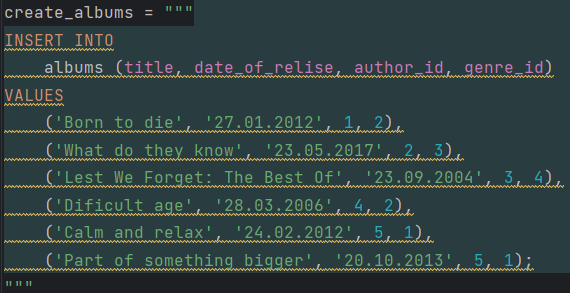 create_albums = """
INSERT INTO
albums (title, date_of_relise, author_id, genre_id)
VALUES
('Born to die', '27.01.2012', 1, 2),
('What do they know', '23.05.2017', 2, 3),
('Lest We Forget: The Best Of', '23.09.2004', 3, 4),
('Dificult age', '28.03.2006', 4, 2),
('Calm and relax', '24.02.2012', 5, 1),
('Part of something bigger', '20.10.2013', 5, 1);
"""